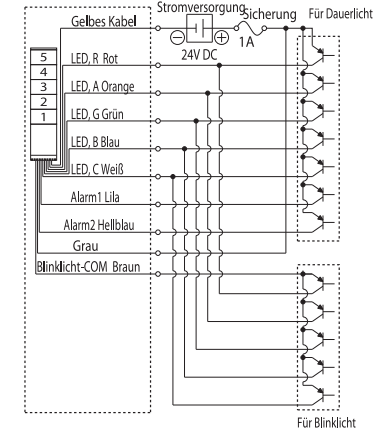 Stromversorgung
Sicherung
Für Dauerlicht
Gelbes Kabel
24V DC
1A
5
4
3
2
1
LED, R Rot
LED, A Orange
LED, G Grün
LED, B Blau
LED, C Weiß
Alarm1 Lila
Alarm2 Hellblau
Grau
Blinklicht-COM Braun
Für Blinklicht